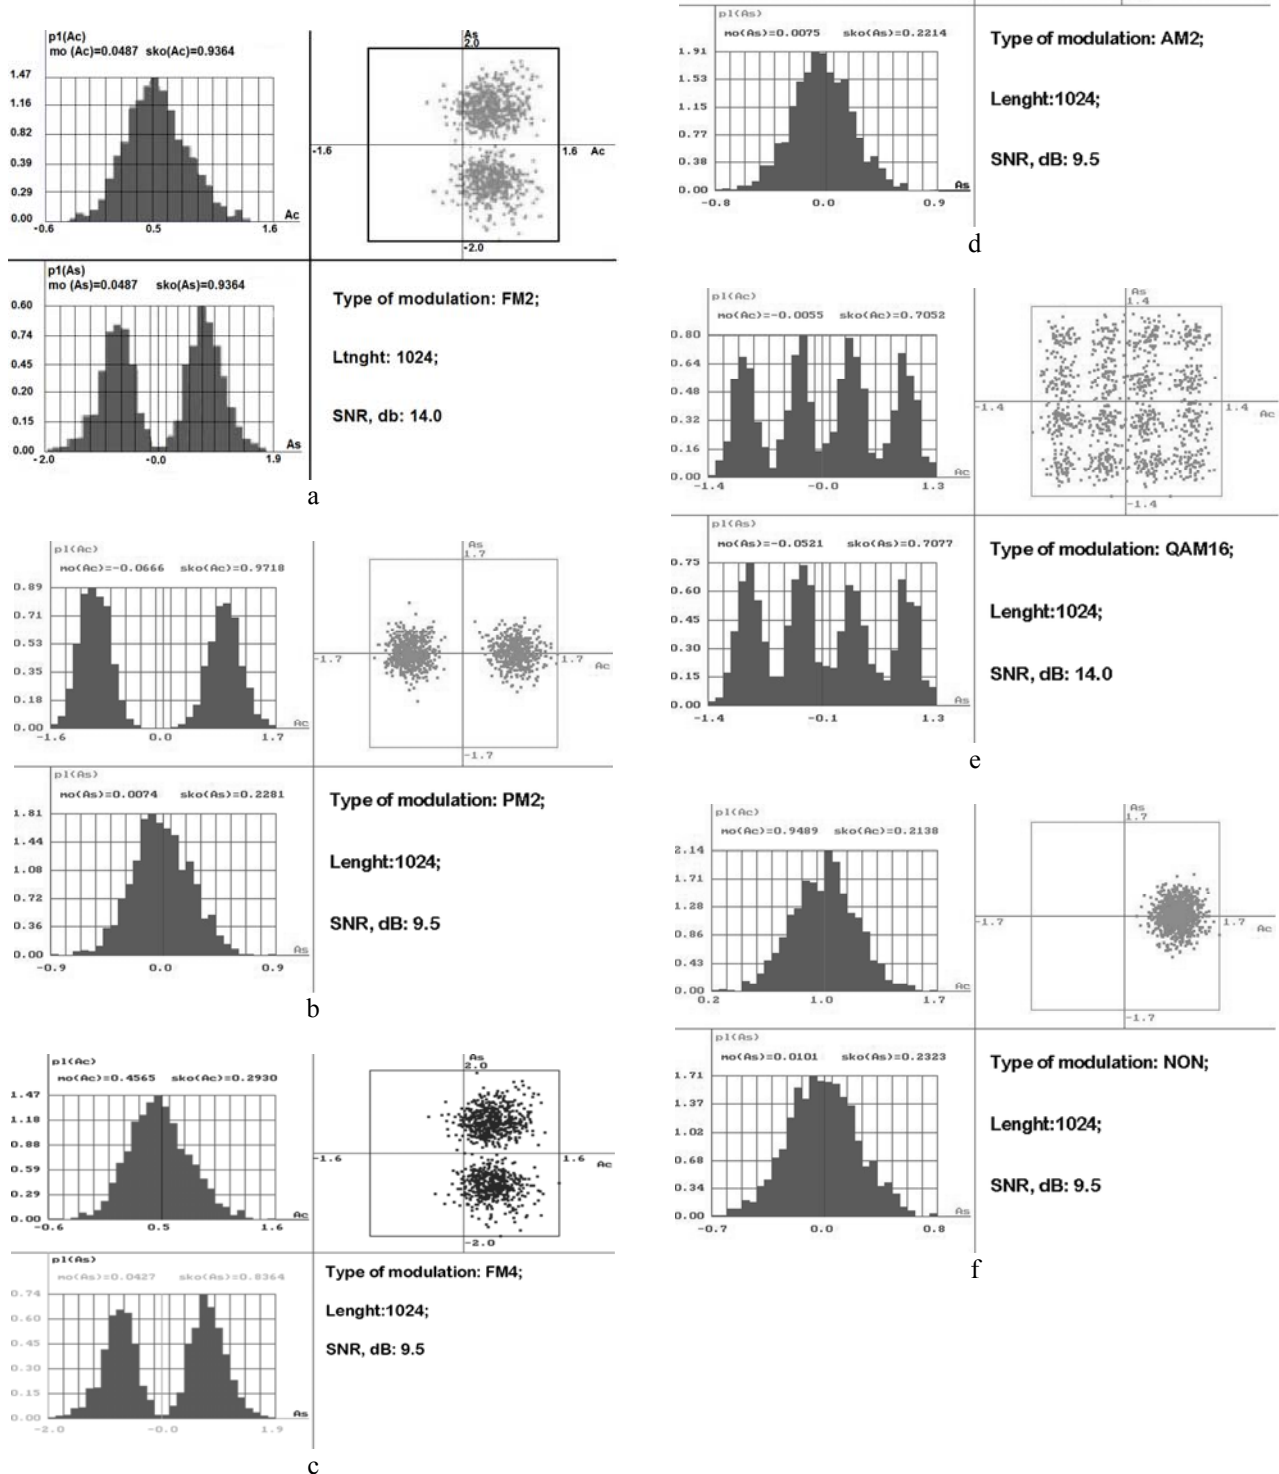 p1(Ac)
mo (Ac)=0.0487 sko(Ac)=0.9364
1.47
1.16
0.82
0.39
0.29
0.00
-0.6 0.5 1.6
Ac
As
2.0
-1.6
1.6 Ac
-2.0
p1(As)
mo (As)=0.0487 sko(As)=0.9364
0.60
0.74
0.45
0.20
0.15
0.00
-2.0 -0.0 1.9
As
Type of modulation: FM2;
Ltnght: 1024;
SNR, db: 14.0
a
p1(Ac)
mo(Ac)=-0.0666 sko(Ac)=0.9718
0.89
0.71
0.53
0.35
0.18
0.00
-1.6 0.0 1.7
Ac
As
1.7
-1.7
1.7
Ac
-1.7
p1(As)
mo(As)=0.0074 sko(As)=0.2281
1.81
1.44
1.08
0.72
0.36
0.00
-0.9 0.0 0.9
As
Type of modulation: PM2;
Lenght:1024;
SNR, dB: 9.5
b
p1(Ac)
mo(Ac)=0.4565 sko(Ac)=0.2930
1.47
1.18
0.88
0.59
0.29
0.00
-0.6 0.5 1.6
Ac
As
2.0
-1.6
1.6
Ac
-2.0
p1(As)
mo(As)=0.0427 sko(As)=0.8364
0.74
0.60
0.45
0.30
0.15
0.00
-2.0 -0.0 1.9
As
Type of modulation: FM4;
Lenght:1024;
SNR, dB: 9.5
c
p1(As)
mo(As)=0.0075 sko(As)=0.2214
1.91
1.53
1.15
0.77
0.38
0.00
-0.8 0.0 0.9
As
Type of modulation: AM2;
Lenght:1024;
SNR, dB: 9.5
d
p1(Ac)
mo(Ac)=-0.0055 sko(Ac)=0.7052
0.80
0.64
0.48
0.32
0.16
0.00
-1.4 -0.0 1.3
Ac
As
1.4
-1.4
1.4
Ac
-1.4
p1(As)
mo(As)=-0.0521 sko(As)=0.7077
0.75
0.60
0.45
0.30
0.15
0.00
-1.4 -0.1 1.3
As
Type of modulation: QAM16;
Lenght:1024;
SNR, dB: 14.0
e
p1(Ac)
mo(Ac)=0.9489 sko(Ac)=0.2138
2.14
1.71
1.28
0.86
0.43
0.00
0.2 1.0 1.7
Ac
As
1.7
-1.7
1.7
Ac
-1.7
p1(As)
mo(As)=0.0101 sko(As)=0.2323
1.71
1.37
1.02
0.68
0.34
0.00
-0.7 0.0 0.8
As
Type of modulation: NON;
Lenght:1024;
SNR, dB: 9.5
f